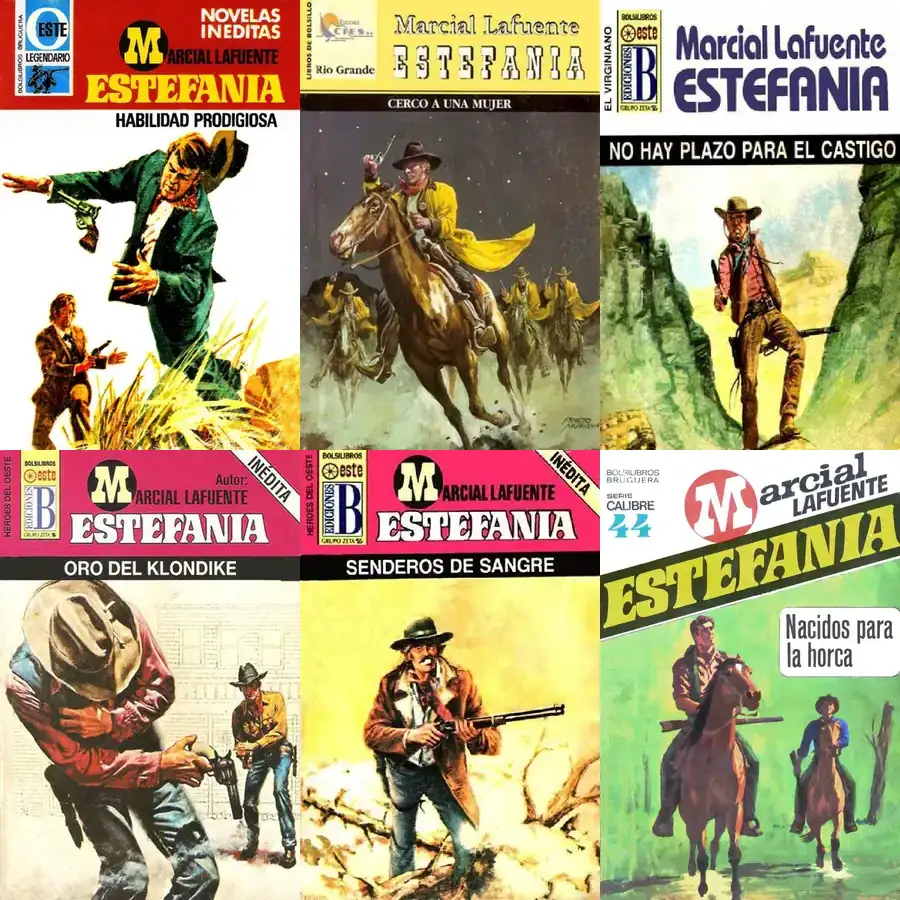 BOLSILIBROS BRUGUERA
OESTE
LEGENDARIO
NOVELAS
INEDITAS
MARCIAL LAFUENTE
ESTEFANIA
HABILIDAD PRODIGIOSA
LIBROS DE BOLSILLO
EDICIONES
CIES S.L.
Rio Grande
Marcial Lafuente
ESTEFANIA
CERCO A UNA MUJER
EL VIRGINIANO
BOLSILIBROS
Oeste
EDICIONES
B
GRUPO ZETA
Marcial Lafuente
ESTEFANIA
NO HAY PLAZO PARA EL CASTIGO
HEROES DEL OESTE
BOLSILIBROS
Oeste
EDICIONES
B
GRUPO ZETA
Autor:
MARCIAL LAFUENTE
ESTEFANIA
INÉDITA
ORO DEL KLONDIKE
HEROES DEL OESTE
BOLSILIBROS
Oeste
EDICIONES
B
GRUPO ZETA
MARCIAL LAFUENTE
ESTEFANIA
INÉDITA
SENDEROS DE SANGRE
BOLSILIBROS
BRUGUERA
SERIE
CALIBRE
44
Marcial
LAFUENTE
ESTEFANIA
Nacidos para
la horca